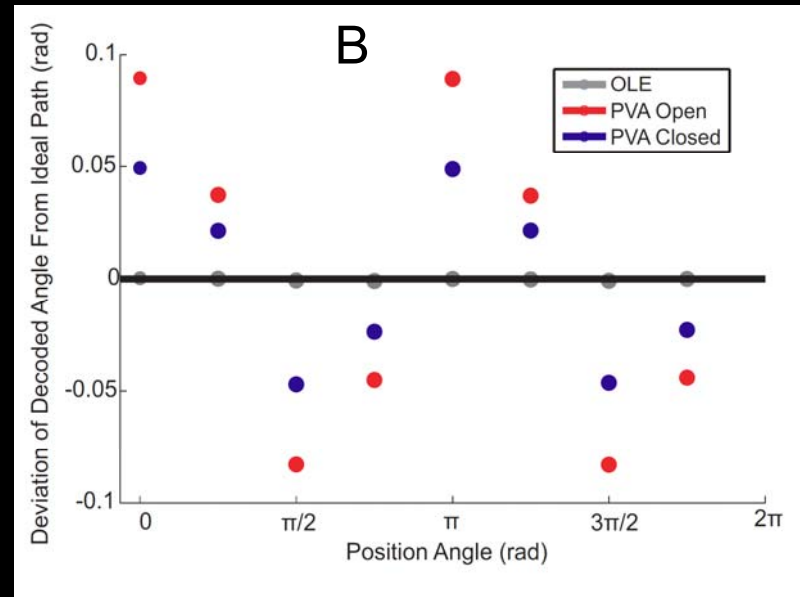 B
Deviation of Decoded Angle From Ideal Path (rad)
0.1
0.05
0
-0.05
-0.1
OLE
PVA Open
PVA Closed
0 π/2 π 3π/2 2π
Position Angle (rad)